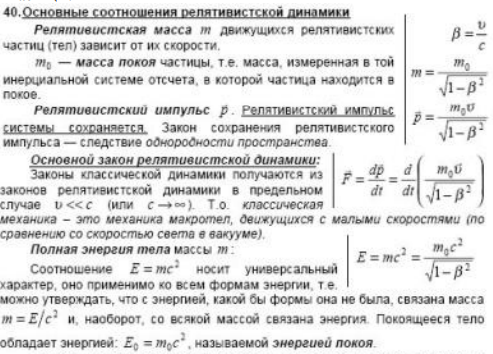 40. Основные соотношения релятивистской динамики
Релятивистская масса m движущихся релятивистских
частиц (тел) зависит от их скорости.
β = υ/c
m₀ — масса покоя частицы, т.е. масса, измеренная в той
инерциальной системе отсчета, в которой частица находится в
покое.
m = m₀/√(1−β²)
Релятивистский импульс p⃗. Релятивистский импульс
системы сохраняется. Закон сохранения релятивистского
импульса — следствие однородности пространства.
p⃗ = m₀υ⃗/√(1−β²)
Основной закон релятивистской динамики:
Законы классической динамики получаются из
законов релятивистской динамики в предельном
случае υ << c (или c → ∞). Т.о. классическая
механика – это механика макротел, движущихся с малыми скоростями (по
сравнению со скоростью света в вакууме).
F⃗ = dp⃗/dt = d/dt (m₀υ⃗/√(1−β²))
Полная энергия тела массы m:
Соотношение E = mc² носит универсальный
характер, оно применимо ко всем формам энергии, т.е.
E = mc² = m₀c²/√(1−β²)
можно утверждать, что с энергией, какой бы формы она не была, связана масса
m = E/c² и, наоборот, со всякой массой связана энергия. Покоящееся тело
обладает энергией: E₀ = m₀c², называемой энергией покоя.